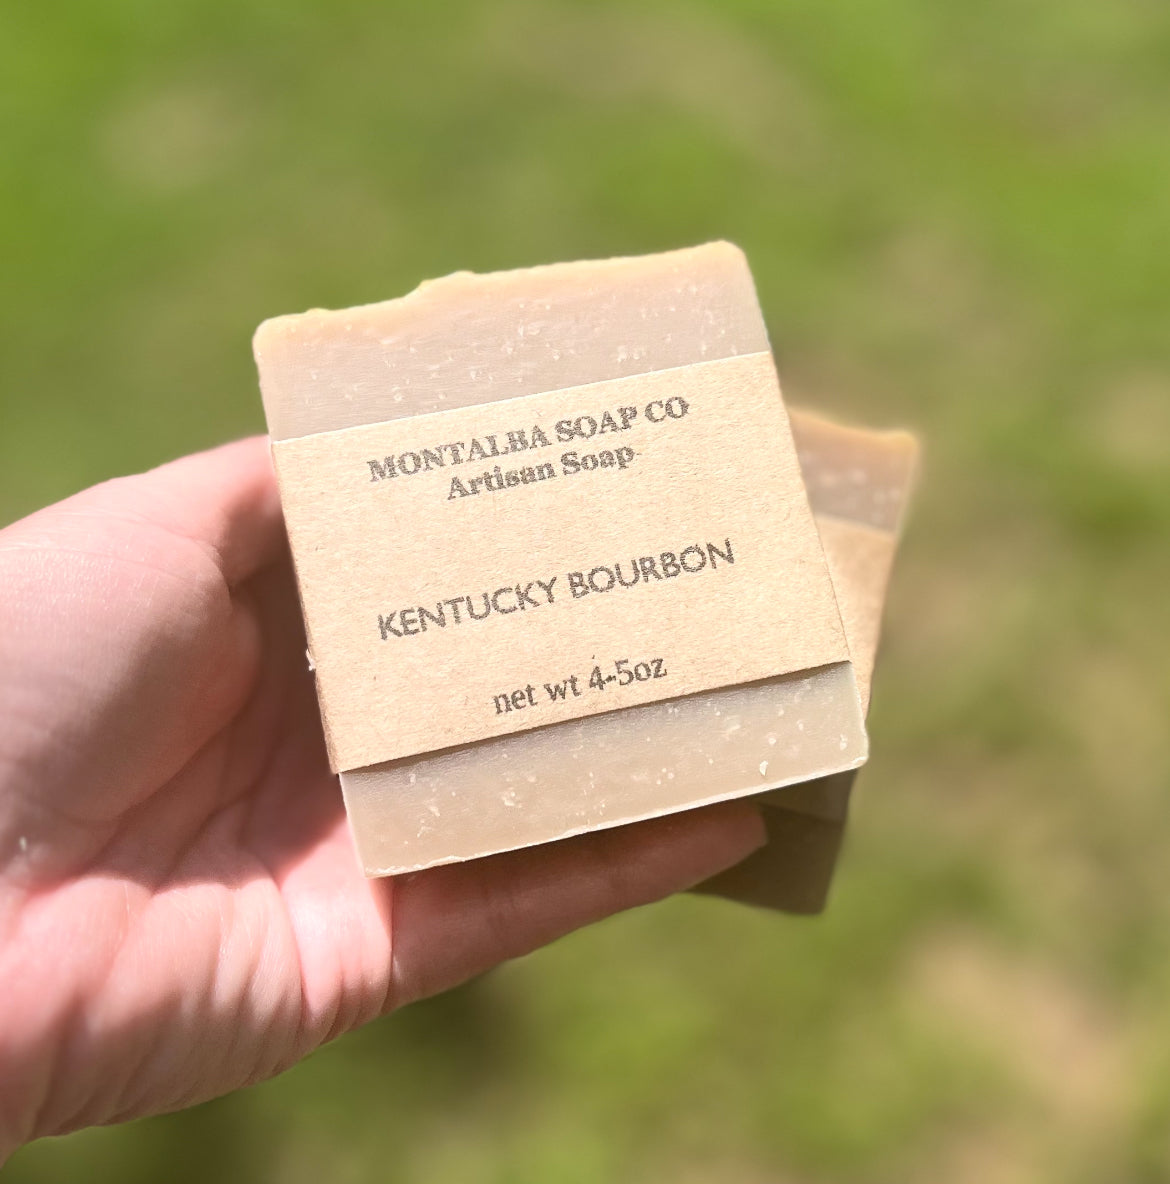 MONTALBA SOAP CO
Artisan Soap
KENTUCKY BOURBON
net wt 4-5oz